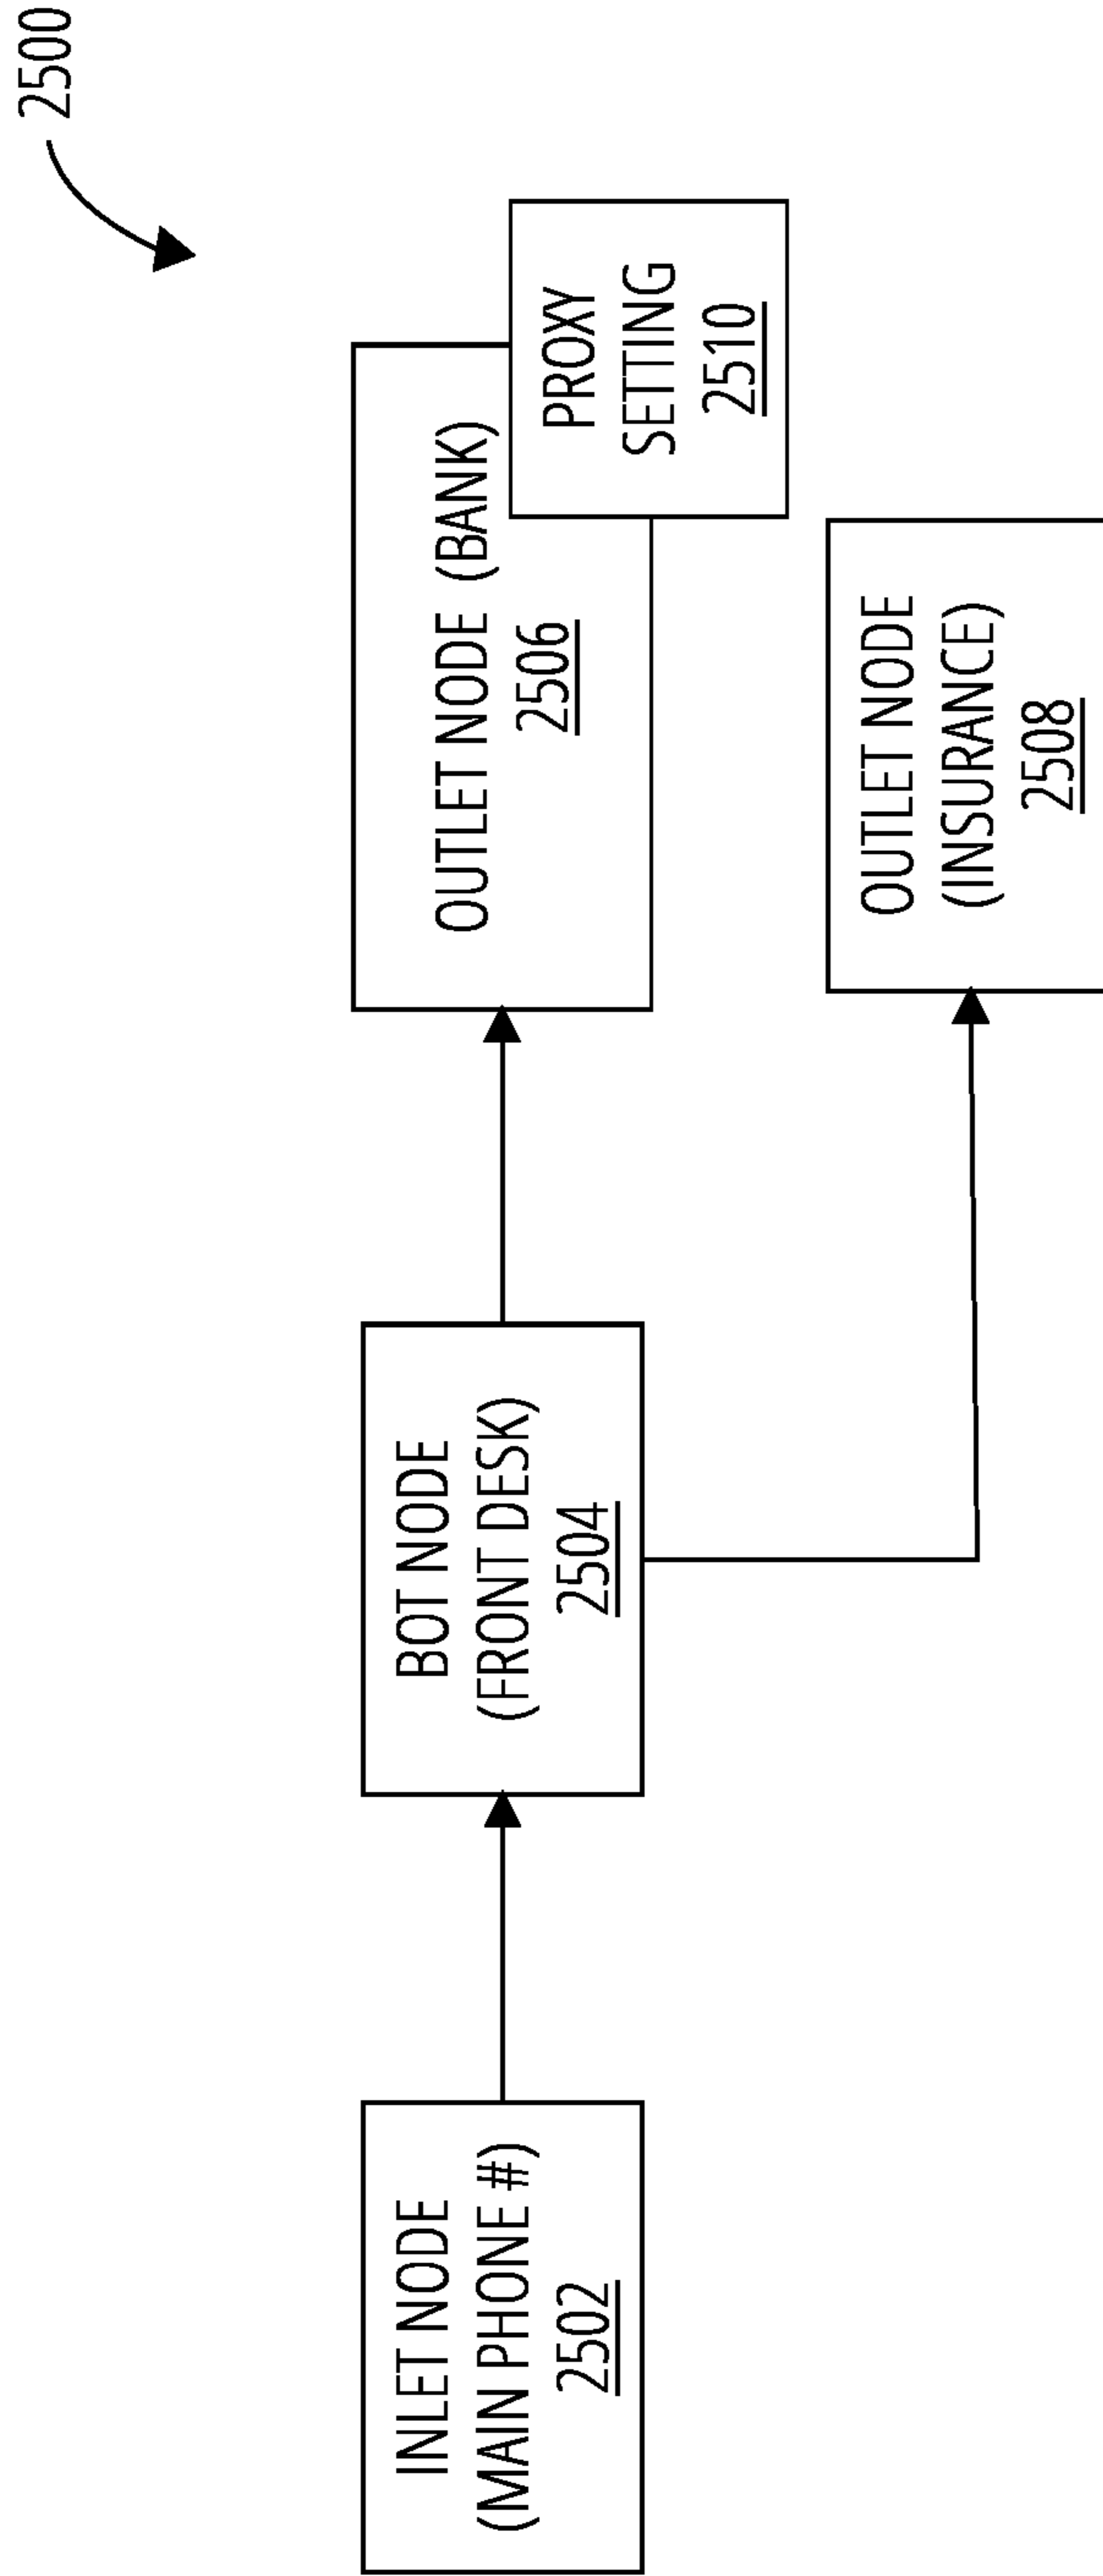 2500
INLET NODE
(MAIN PHONE #)
2502
BOT NODE
(FRONT DESK)
2504
OUTLET NODE (BANK)
2506
PROXY
SETTING
2510
OUTLET NODE
(INSURANCE)
2508